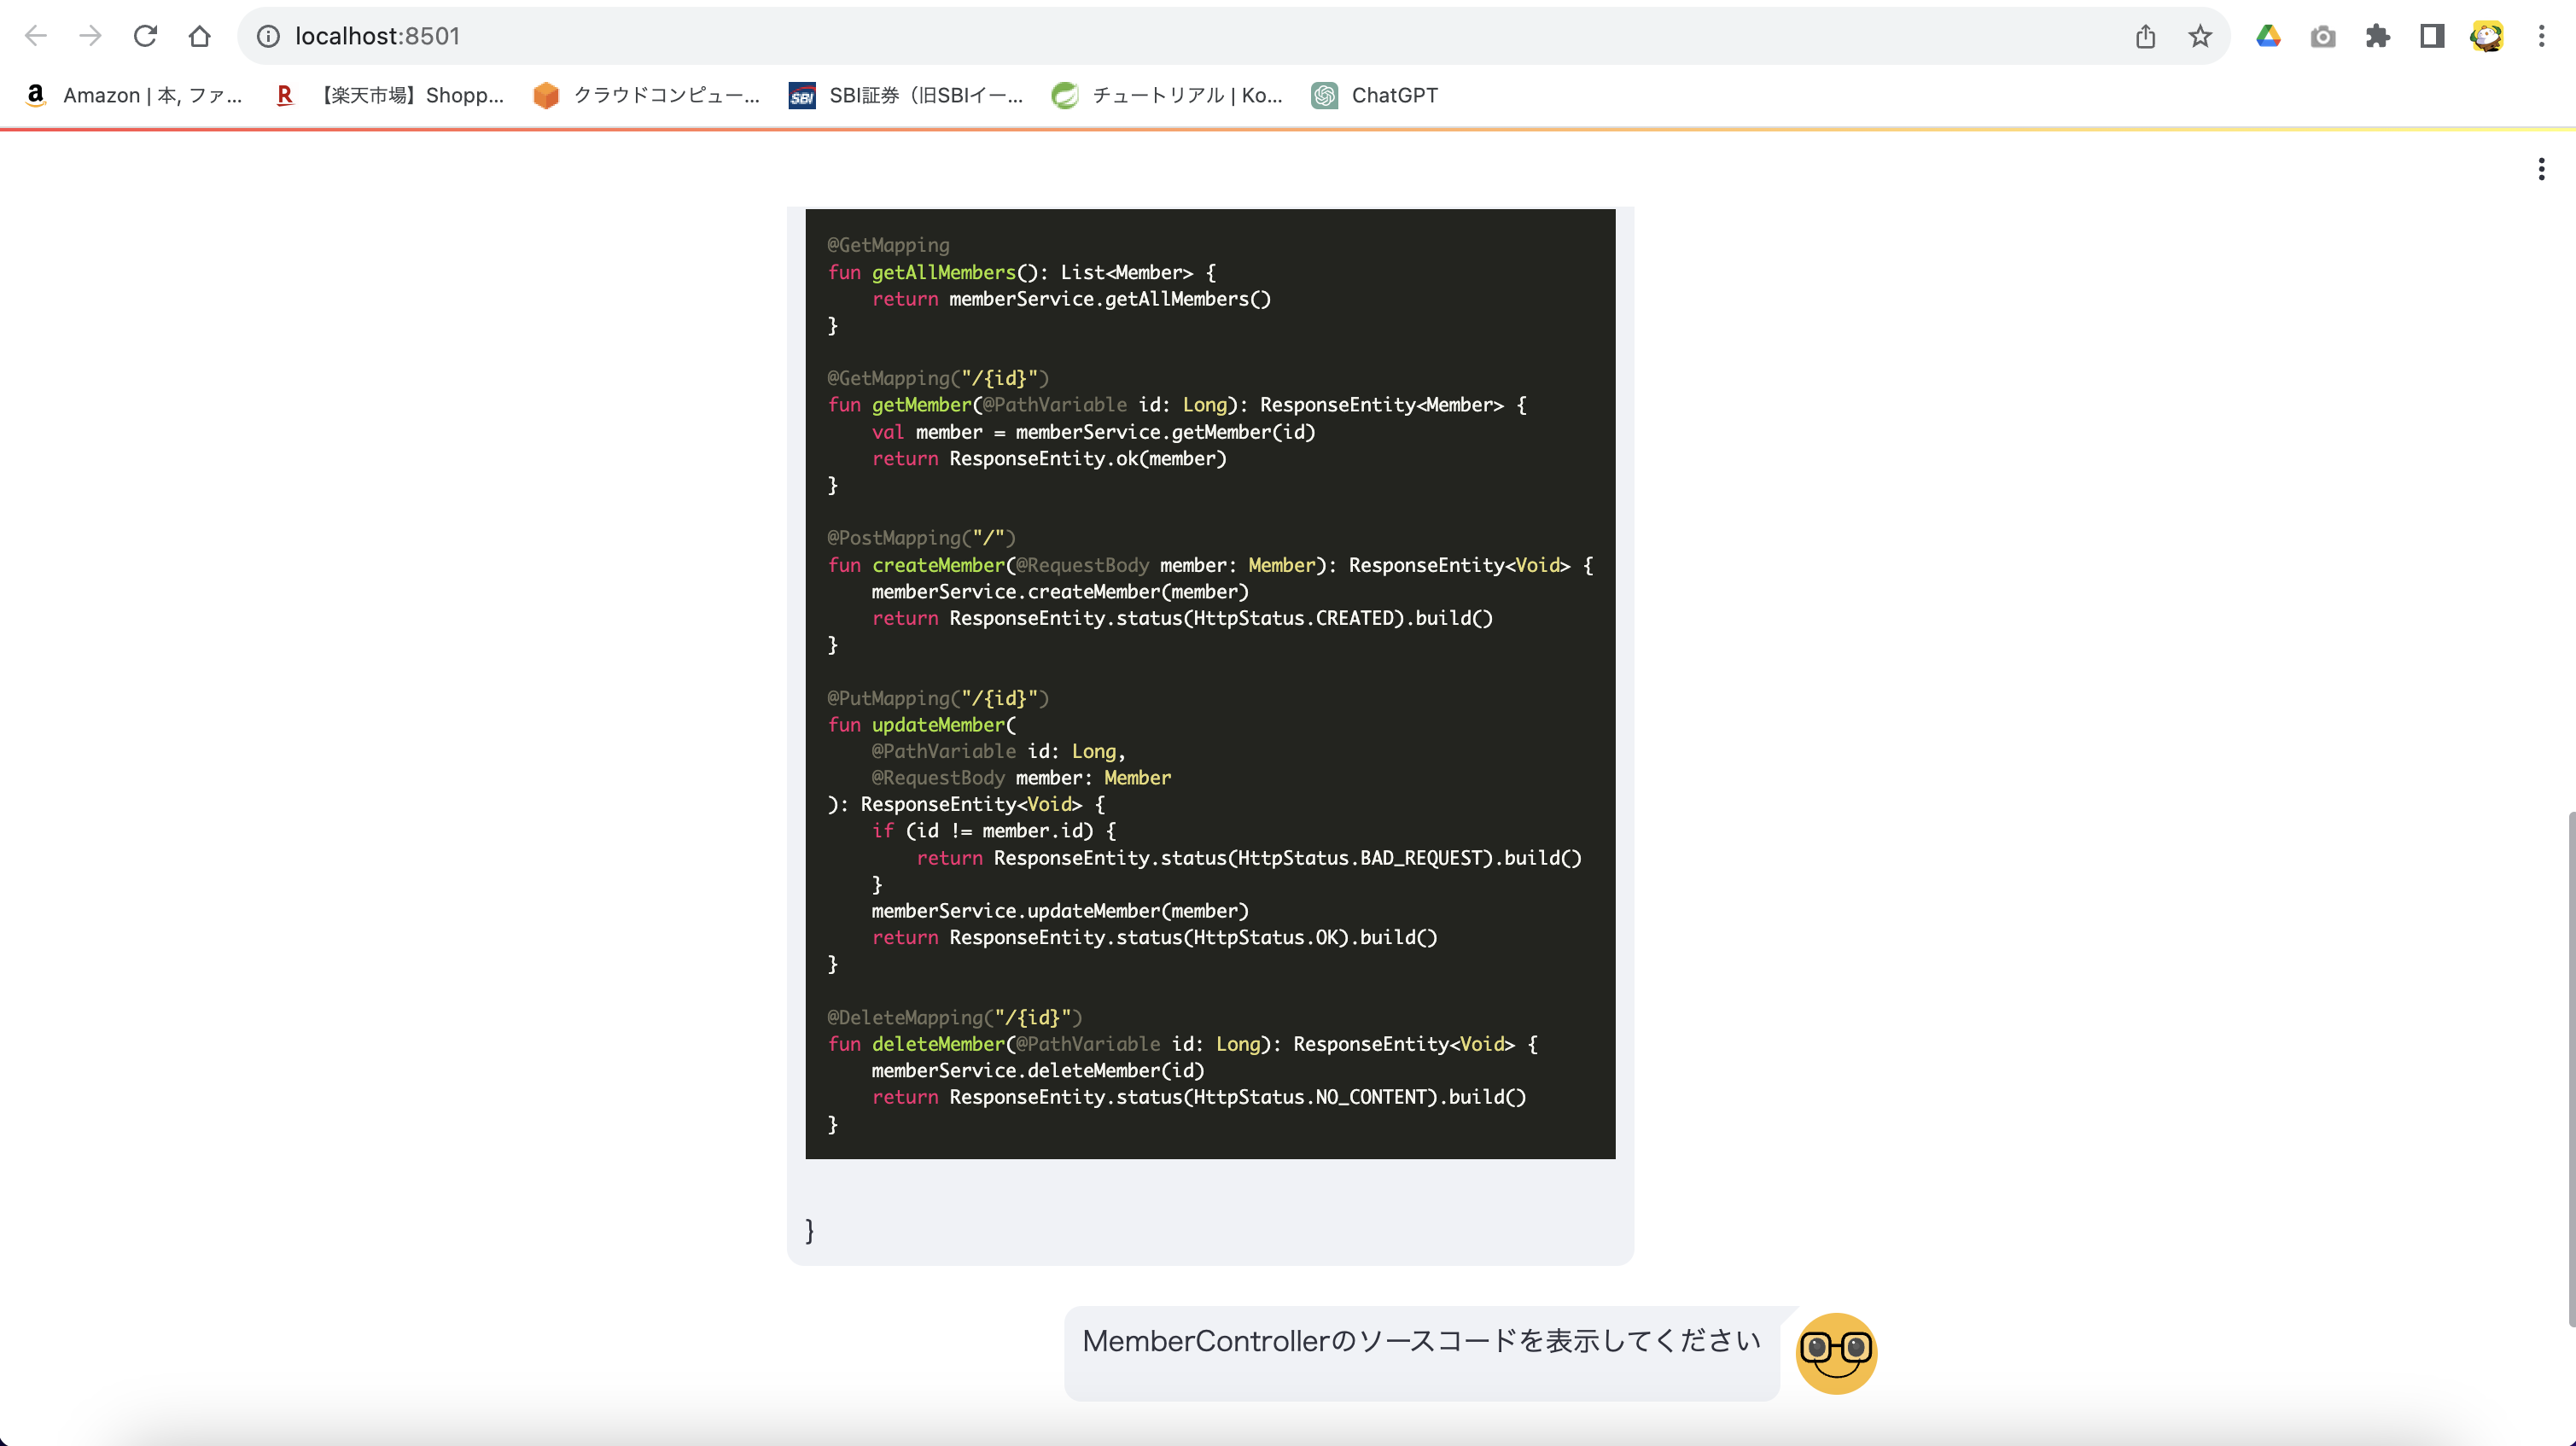 localhost:8501
Amazon | 本, ファ...
【楽天市場】Shopp...
クラウドコンピュー...
SBI証券（旧SBIイー...
チュートリアル | Ko...
ChatGPT
@GetMapping
fun getAllMembers(): List<Member> {
    return memberService.getAllMembers()
}
@GetMapping("/{id}")
fun getMember(@PathVariable id: Long): ResponseEntity<Member> {
    val member = memberService.getMember(id)
    return ResponseEntity.ok(member)
}
@PostMapping("/")
fun createMember(@RequestBody member: Member): ResponseEntity<Void> {
    memberService.createMember(member)
    return ResponseEntity.status(HttpStatus.CREATED).build()
}
@PutMapping("/{id}")
fun updateMember(
    @PathVariable id: Long,
    @RequestBody member: Member
): ResponseEntity<Void> {
    if (id != member.id) {
        return ResponseEntity.status(HttpStatus.BAD_REQUEST).build()
    }
    memberService.updateMember(member)
    return ResponseEntity.status(HttpStatus.OK).build()
}
@DeleteMapping("/{id}")
fun deleteMember(@PathVariable id: Long): ResponseEntity<Void> {
    memberService.deleteMember(id)
    return ResponseEntity.status(HttpStatus.NO_CONTENT).build()
}
}
MemberControllerのソースコードを表示してください